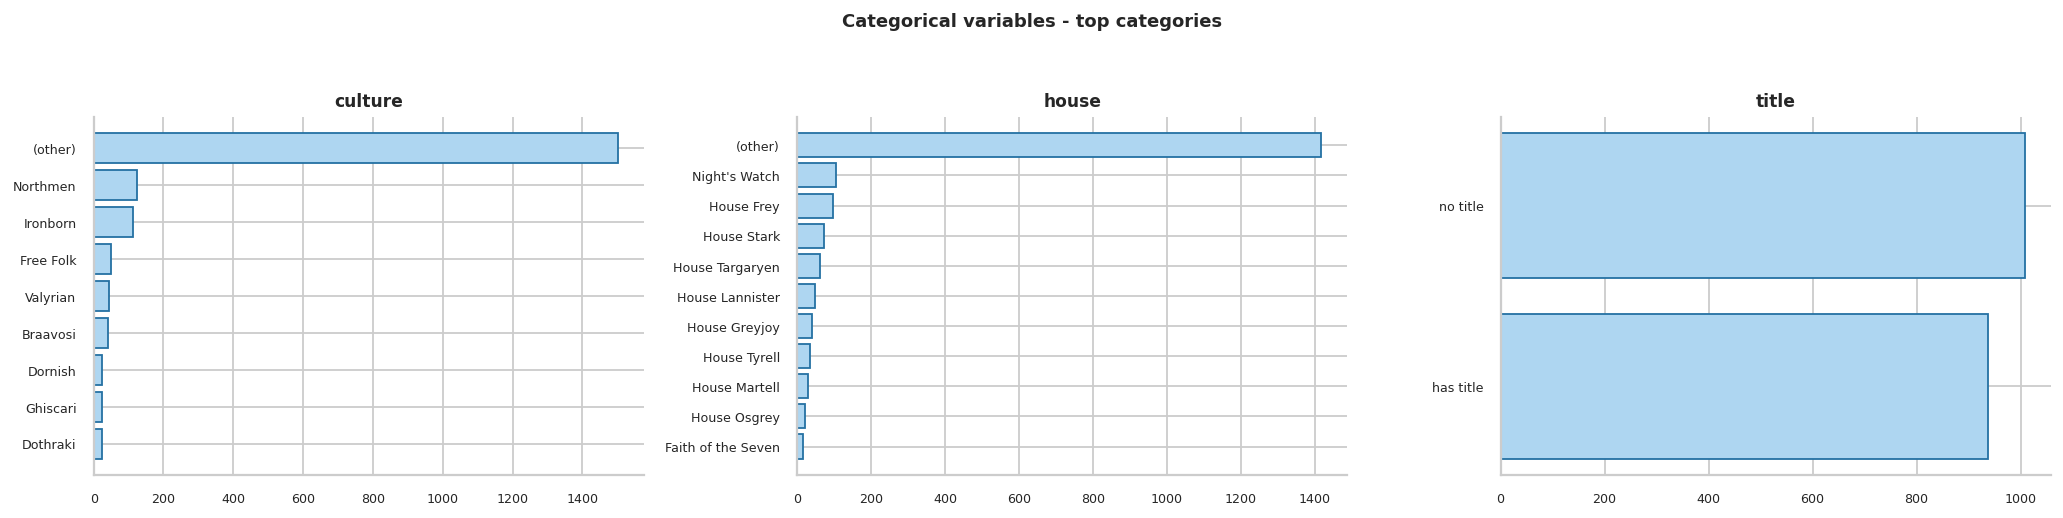 Categorical variables - top categories
culture
(other)
Northmen
Ironborn
Free Folk
Valyrian
Braavosi
Dornish
Ghiscari
Dothraki
0 200 400 600 800 1000 1200 1400
house
(other)
Night's Watch
House Frey
House Stark
House Targaryen
House Lannister
House Greyjoy
House Tyrell
House Martell
House Osgrey
Faith of the Seven
0 200 400 600 800 1000 1200 1400
title
no title
has title
0 200 400 600 800 1000